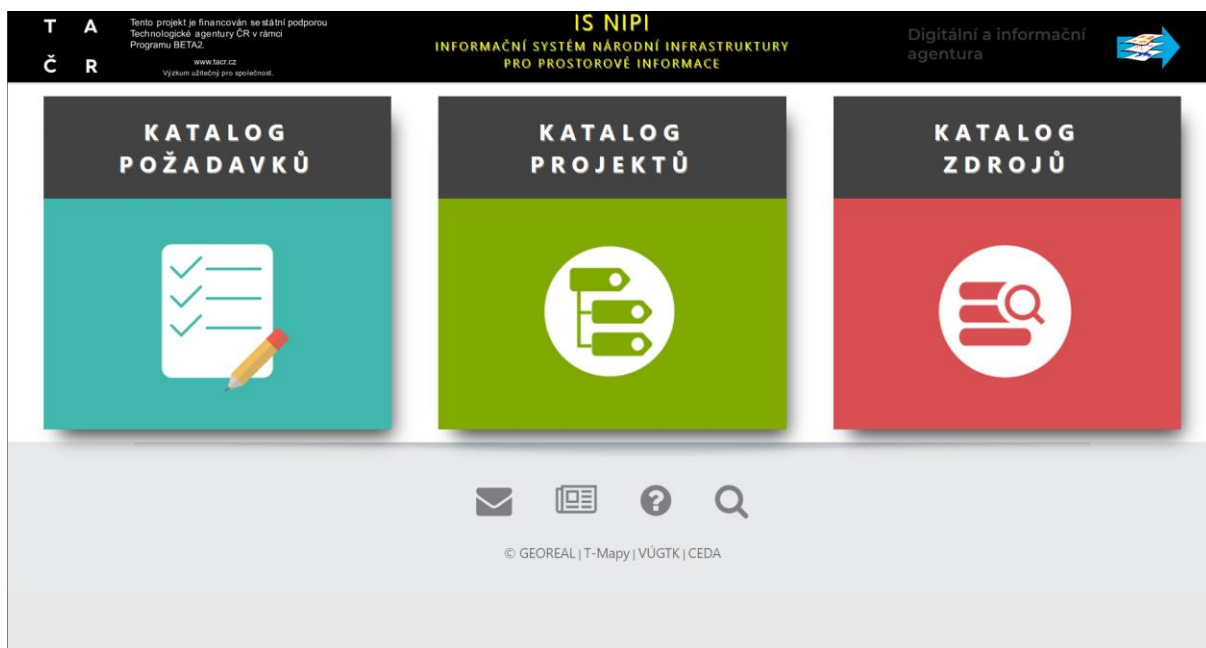 T A
Č R
Tento projekt je financován se státní podporou
Technologické agentury ČR v rámci
Programu BETA2.
www.tacr.cz
Výzkum užitečný pro společnost.
IS NIPI
INFORMAČNÍ SYSTÉM NÁRODNÍ INFRASTRUKTURY
PRO PROSTOROVÉ INFORMACE
Digitální a informační
agentura
KATALOG
POŽADAVKŮ
KATALOG
PROJEKTŮ
KATALOG
ZDROJŮ
© GEOREAL | T-Mapy | VÚGTK | CEDA